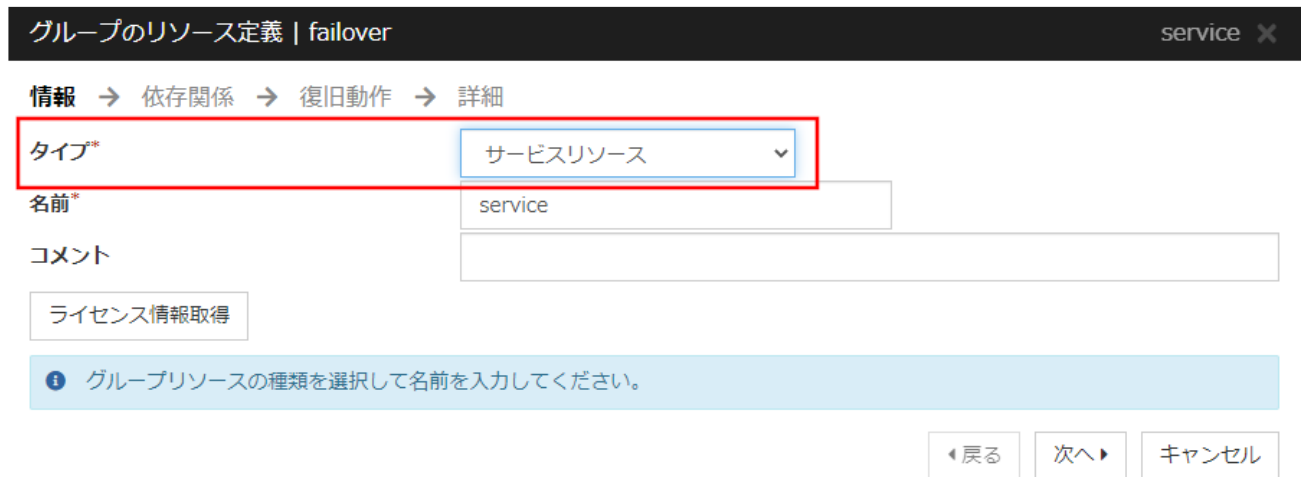 グループのリソース定義 | failover service ✕
情報 → 依存関係 → 復旧動作 → 詳細
タイプ* サービスリソース
名前* service
コメント
ライセンス情報取得
グループリソースの種類を選択して名前を入力してください。
戻る 次へ キャンセル